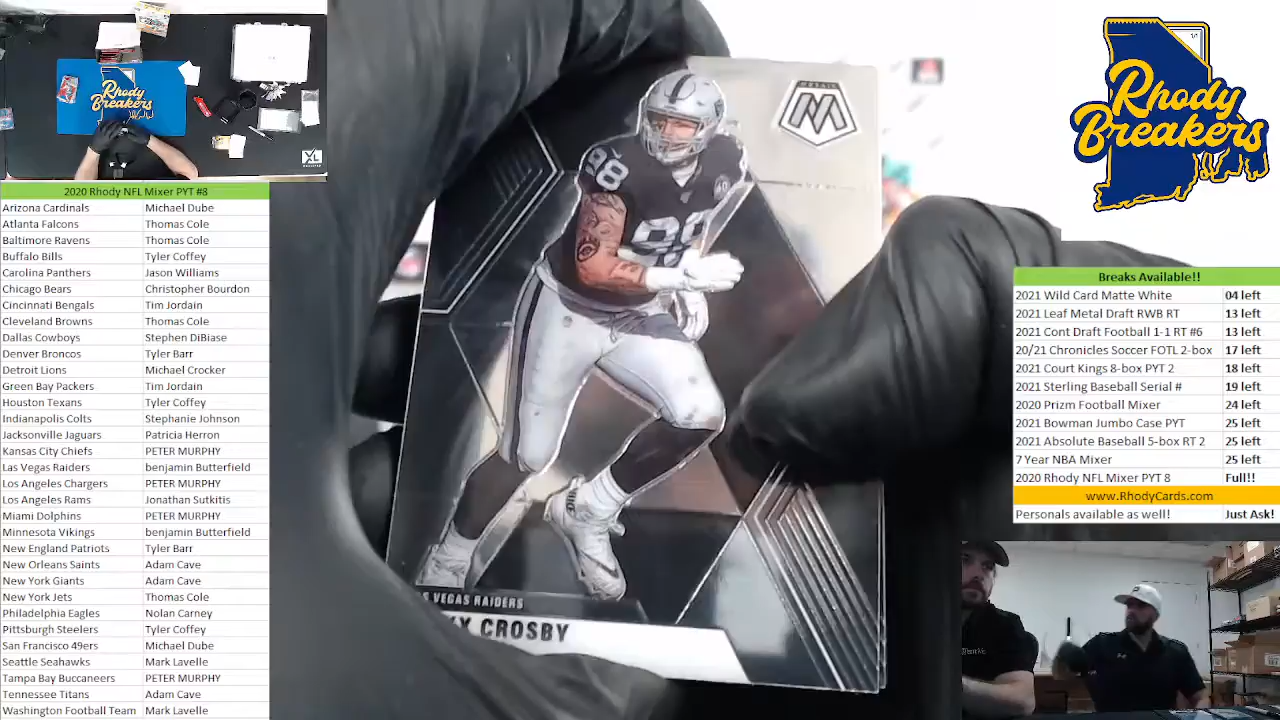 Rhody
Breakers
XL
2020 Rhody NFL Mixer PYT #8
Arizona Cardinals Michael Dube
Atlanta Falcons Thomas Cole
Baltimore Ravens Thomas Cole
Buffalo Bills Tyler Coffey
Carolina Panthers Jason Williams
Chicago Bears Christopher Bourdon
Cincinnati Bengals Tim Jordain
Cleveland Browns Thomas Cole
Dallas Cowboys Stephen DiBiase
Denver Broncos Tyler Barr
Detroit Lions Michael Crocker
Green Bay Packers Tim Jordain
Houston Texans Tyler Coffey
Indianapolis Colts Stephanie Johnson
Jacksonville Jaguars Patricia Herron
Kansas City Chiefs PETER MURPHY
Las Vegas Raiders benjamin Butterfield
Los Angeles Chargers PETER MURPHY
Los Angeles Rams Jonathan Sutkitis
Miami Dolphins PETER MURPHY
Minnesota Vikings benjamin Butterfield
New England Patriots Tyler Barr
New Orleans Saints Adam Cave
New York Giants Adam Cave
New York Jets Thomas Cole
Philadelphia Eagles Nolan Carney
Pittsburgh Steelers Tyler Coffey
San Francisco 49ers Michael Dube
Seattle Seahawks Mark Lavelle
Tampa Bay Buccaneers PETER MURPHY
Tennessee Titans Adam Cave
Washington Football Team Mark Lavelle
MOSAIC
M
98
98
VEGAS RAIDERS
CROSBY
Rhody
Breakers
Breaks Available!!
2021 Wild Card Matte White 04 left
2021 Leaf Metal Draft RWB RT 13 left
2021 Cont Draft Football 1-1 RT #6 13 left
20/21 Chronicles Soccer FOTL 2-box 17 left
2021 Court Kings 8-box PYT 2 18 left
2021 Sterling Baseball Serial # 19 left
2020 Prizm Football Mixer 24 left
2021 Bowman Jumbo Case PYT 25 left
2021 Absolute Baseball 5-box RT 2 25 left
7 Year NBA Mixer 25 left
2020 Rhody NFL Mixer PYT 8 Full!!
www.RhodyCards.com
Personals available as well! Just Ask!